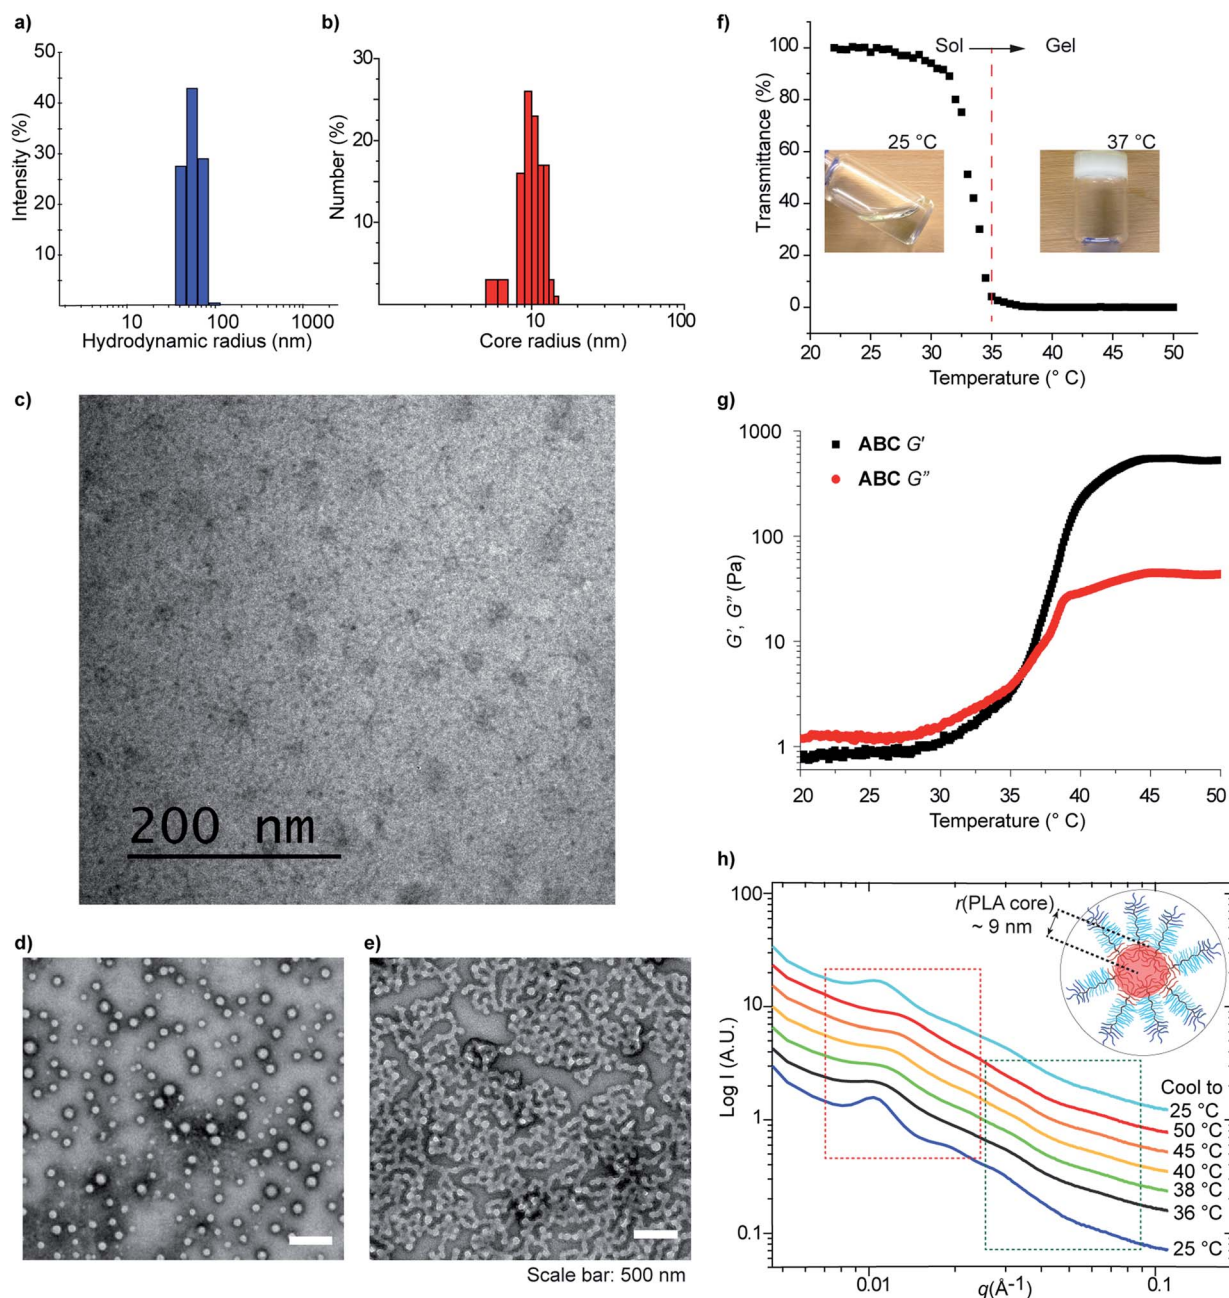 a)
50
40
30
20
10
Intensity (%)
10
100
1000
Hydrodynamic radius (nm)
b)
30
20
10
Number (%)
10
100
Core radius (nm)
c)
200 nm
d)
e)
Scale bar: 500 nm
f)
Sol
Gel
100
80
60
40
20
0
Transmittance (%)
25 °C
37 °C
20 25 30 35 40 45 50
Temperature (° C)
g)
1000
100
10
1
G', G" (Pa)
ABC G'
ABC G"
20 25 30 35 40 45 50
Temperature (° C)
h)
100
10
1
0.1
Log I (A.U.)
r(PLA core)
~ 9 nm
Cool to
25 °C
50 °C
45 °C
40 °C
38 °C
36 °C
25 °C
0.01
0.1
q(Å-1)